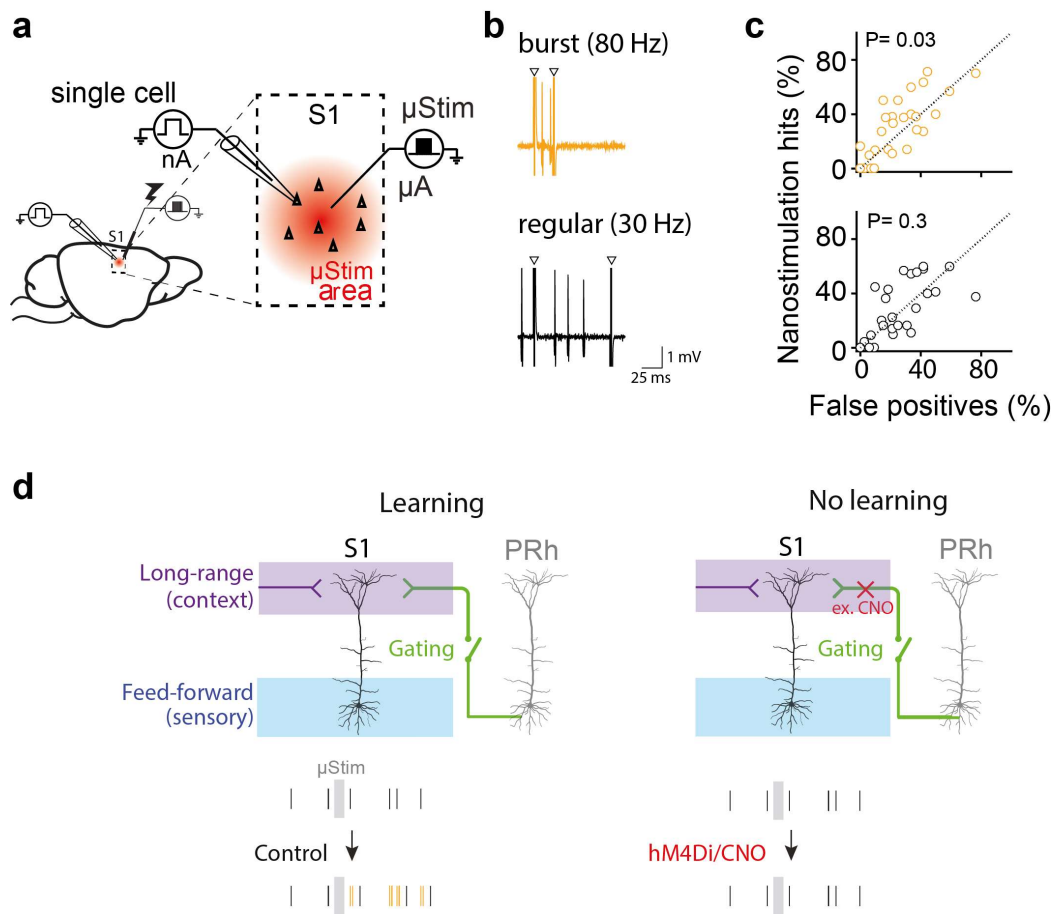 a
single cell
nA
S1
S1
µStim
µA
µStim
area
b
burst (80 Hz)
regular (30 Hz)
1 mV
25 ms
c
Nanostimulation hits (%)
P= 0.03
80
40
0
P= 0.3
80
40
0
0
40
80
False positives (%)
d
Learning
S1
PRh
Long-range
(context)
Gating
Feed-forward
(sensory)
µStim
Control
No learning
S1
PRh
ex. CNO
Gating
hM4Di/CNO